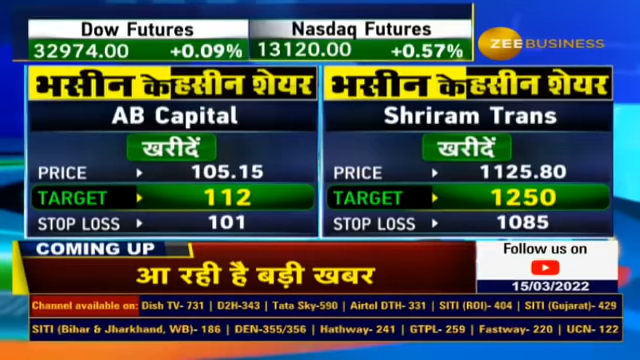 Dow Futures
32974.00 +0.09%
Nasdaq Futures
13120.00 +0.57%
ZEE BUSINESS
भसीन के हसीन शेयर
AB Capital
खरीदें
PRICE 105.15
TARGET 112
STOP LOSS 101
भसीन के हसीन शेयर
Shriram Trans
खरीदें
PRICE 1125.80
TARGET 1250
STOP LOSS 1085
COMING UP
आ रही है बड़ी खबर
Follow us on
15/03/2022
Channel available on: Dish TV- 731 | D2H-343 | Tata Sky-590 | Airtel DTH- 331 | SITI (ROI)- 404 | SITI (Gujarat)- 429
SITI (Bihar & Jharkhand, WB)- 186 | DEN-355/356 | Hathway- 241 | GTPL- 259 | Fastway- 220 | UCN- 122